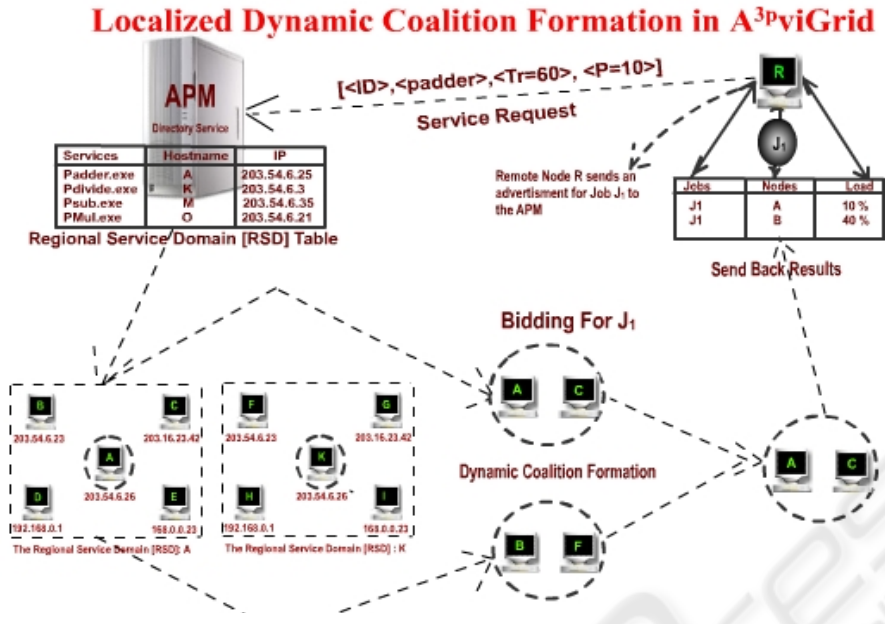 Localized Dynamic Coalition Formation in A3pviGrid
APM
Directory Service
[<ID>,<padder>,<Tr=60>, <P=10>]
Service Request
R
J1
Remote Node R sends an
advertisment for Job J1 to
the APM
Services Hostname IP
Padder.exe A 203.54.6.25
Pdivide.exe K 203.54.6.3
Psub.exe M 203.54.6.35
PMul.exe O 203.54.6.21
Regional Service Domain [RSD] Table
Jobs Nodes Load
J1 A 10 %
J1 B 40 %
Send Back Results
Bidding For J1
A C
Dynamic Coalition Formation
B F
A C
B
203.54.6.23
C
203.16.23.42
A
203.54.6.26
D
192.168.0.1
E
168.0.0.23
The Regional Service Domain [RSD]: A
F
203.54.6.23
G
203.16.23.42
K
203.54.6.26
H
192.168.0.1
I
168.0.0.23
The Regional Service Domain [RSD] : K